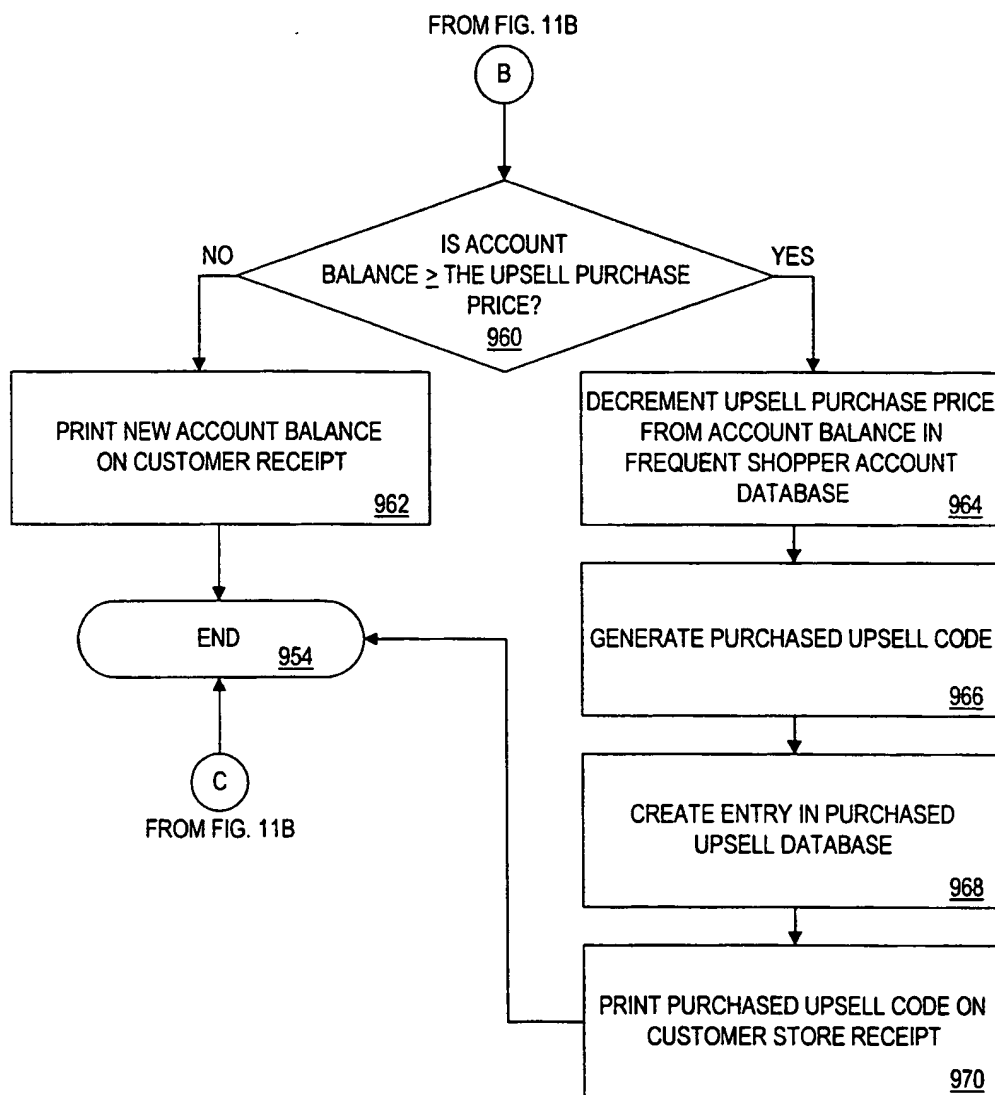 FROM FIG. 11B
B
IS ACCOUNT
BALANCE ≥ THE UPSELL PURCHASE
PRICE?
960
NO
YES
PRINT NEW ACCOUNT BALANCE
ON CUSTOMER RECEIPT
962
DECREMENT UPSELL PURCHASE PRICE
FROM ACCOUNT BALANCE IN
FREQUENT SHOPPER ACCOUNT
DATABASE
964
END
954
C
FROM FIG. 11B
GENERATE PURCHASED UPSELL CODE
966
CREATE ENTRY IN PURCHASED
UPSELL DATABASE
968
PRINT PURCHASED UPSELL CODE ON
CUSTOMER STORE RECEIPT
970